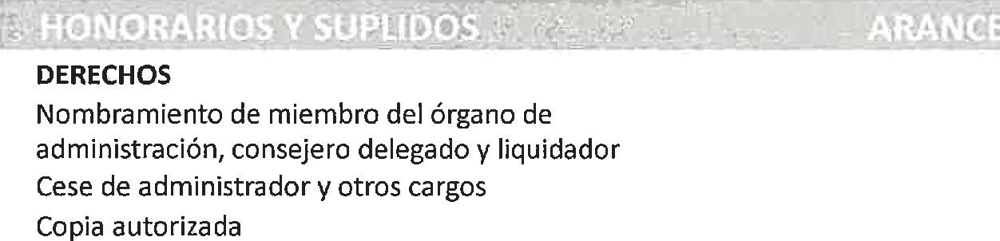 HONORARIOS Y SUPLIDOS ARANCE
DERECHOS
Nombramiento de miembro del órgano de
administración, consejero delegado y liquidador
Cese de administrador y otros cargos
Copia autorizada